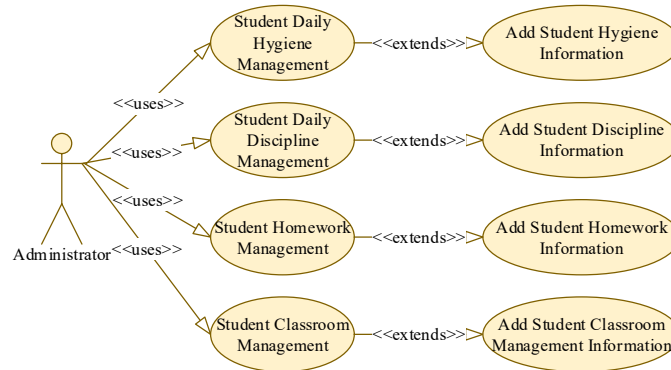 Student Daily
Hygiene
Management
<<extends>>
Add Student Hygiene
Information
<<uses>>
Student Daily
Discipline
Management
<<extends>>
Add Student Discipline
Information
<<uses>>
<<uses>>
Student Homework
Management
<<extends>>
Add Student Homework
Information
Administrator
<<uses>>
Student Classroom
Management
<<extends>>
Add Student Classroom
Management Information